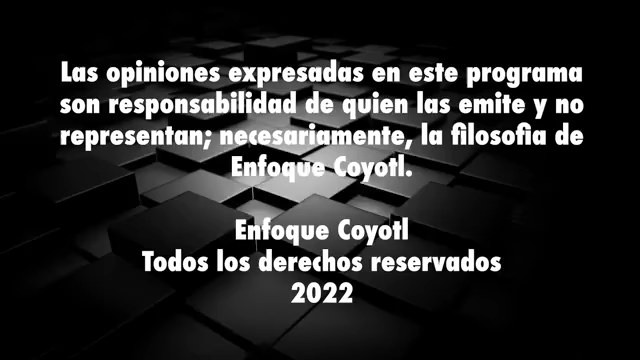 Las opiniones expresadas en este programa
son responsabilidad de quien las emite y no
representan; necesariamente, la filosofia de
Enfoque Coyotl.
Enfoque Coyotl
Todos los derechos reservados
2022